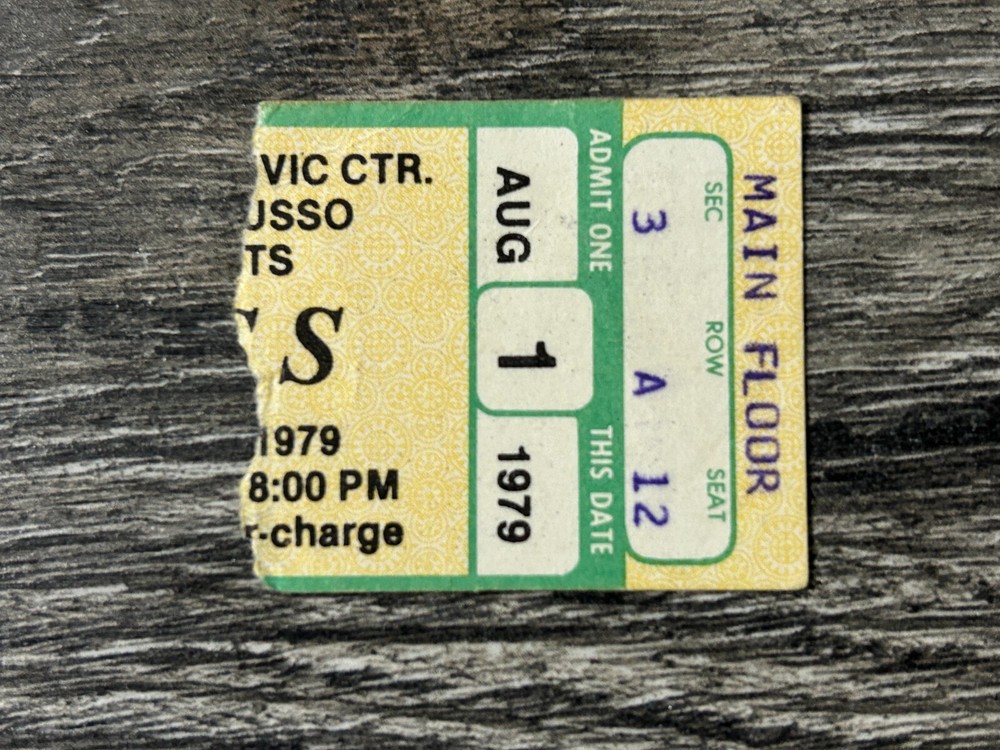 VIC CTR.
USSO
TS
S
1979
8:00 PM
r-charge
AUG 1 1979
ADMIT ONE THIS DATE
SEC ROW SEAT
3 A 12
MAIN FLOOR